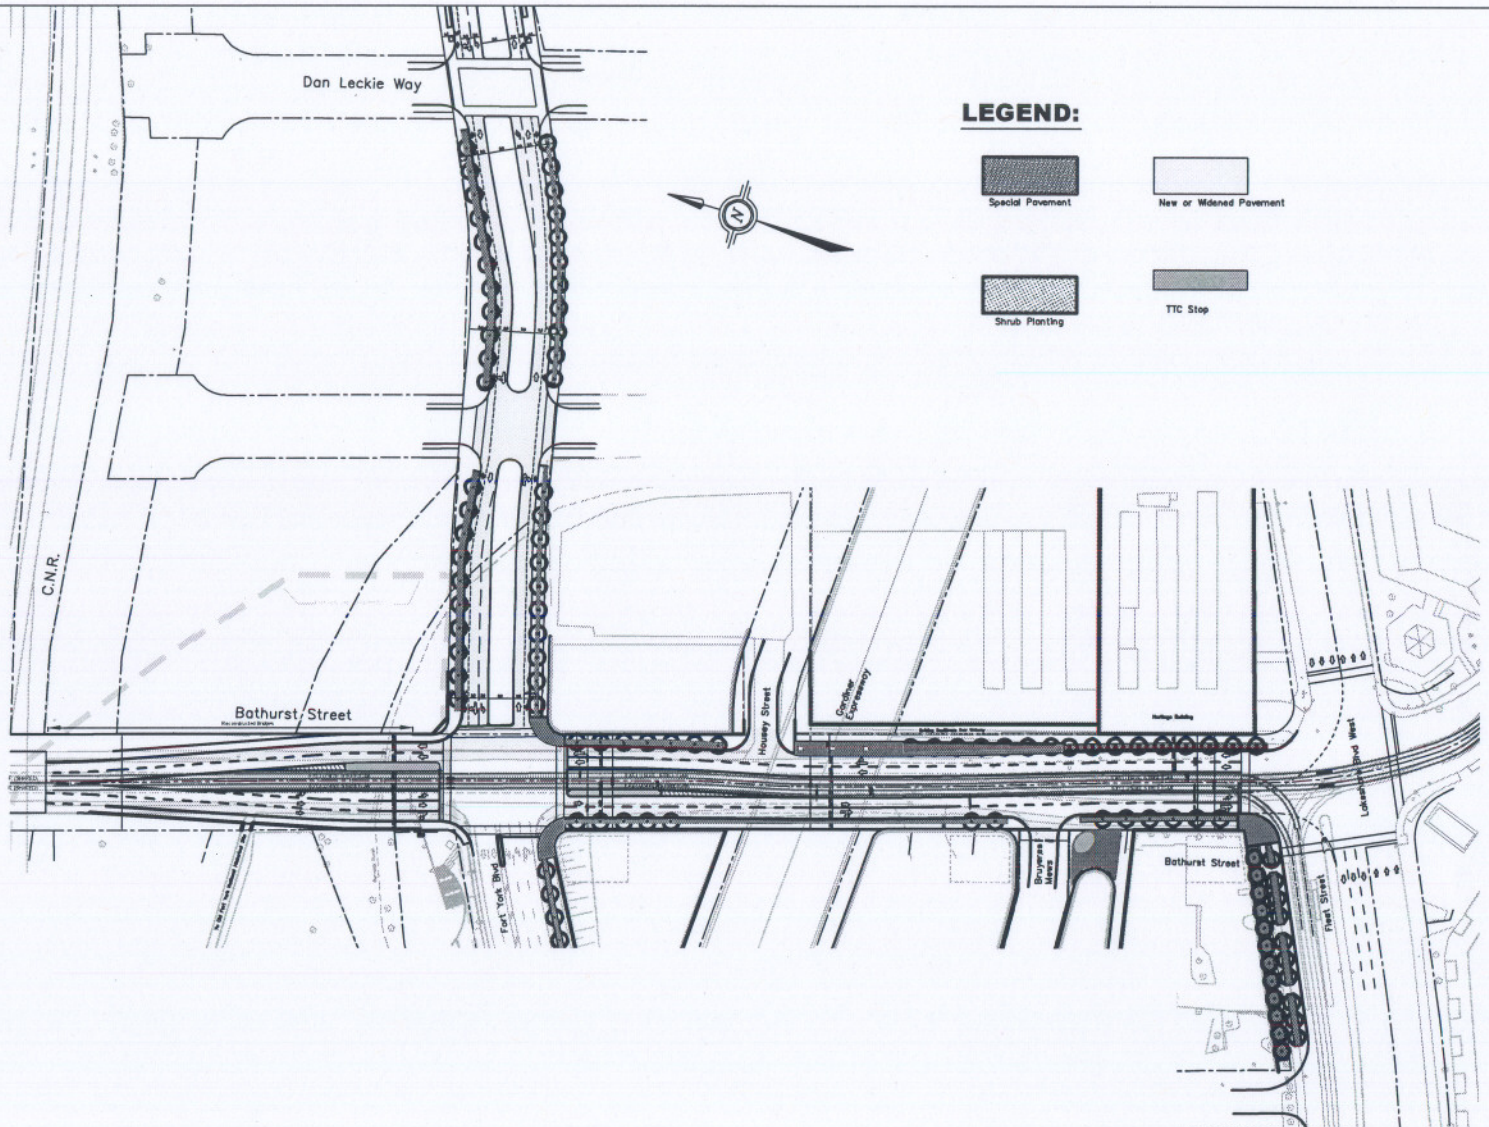 Dan Leckie Way
LEGEND:
Special Pavement
New or Widened Pavement
Shrub Planting
TTC Stop
N
C.N.R.
Bathurst Street
Housey Street
Gardiner
Expressway
Heritage Building
Lakeshore Blvd West
Fort York Blvd
Bruyeres
Mews
Bathurst Street
Fleet Street